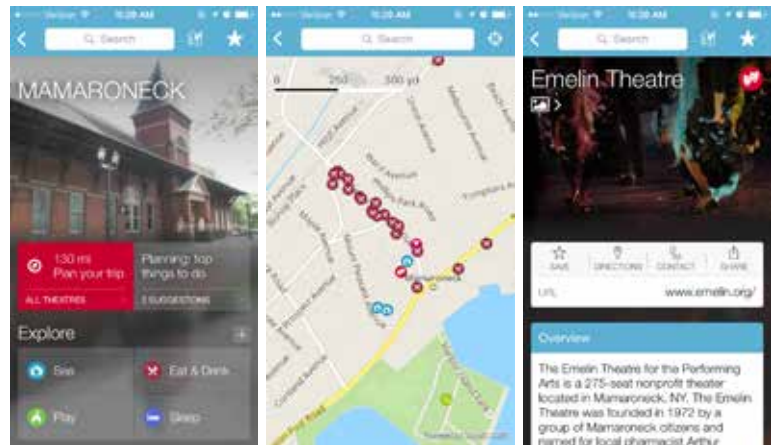 Verizon 10:29 AM
Search
MAMARONECK
130 mi
Plan your trip
ALL THEATRES
Planning: top
things to do
2 SUGGESTIONS
Explore
See
Eat & Drink
Play
Sleep
Verizon 10:29 AM
Search
0 250 500 yd
Mamaroneck
Verizon 10:29 AM
Search
Emelin Theatre
SAVE
DIRECTIONS
CONTACT
SHARE
URL
www.emelin.org/
Overview
The Emelin Theatre for the Performing
Arts is a 275-seat nonprofit theater
located in Mamaroneck, NY. The Emelin
Theatre was founded in 1972 by a
group of Mamaroneck citizens and
named for local pharmacist Arthur